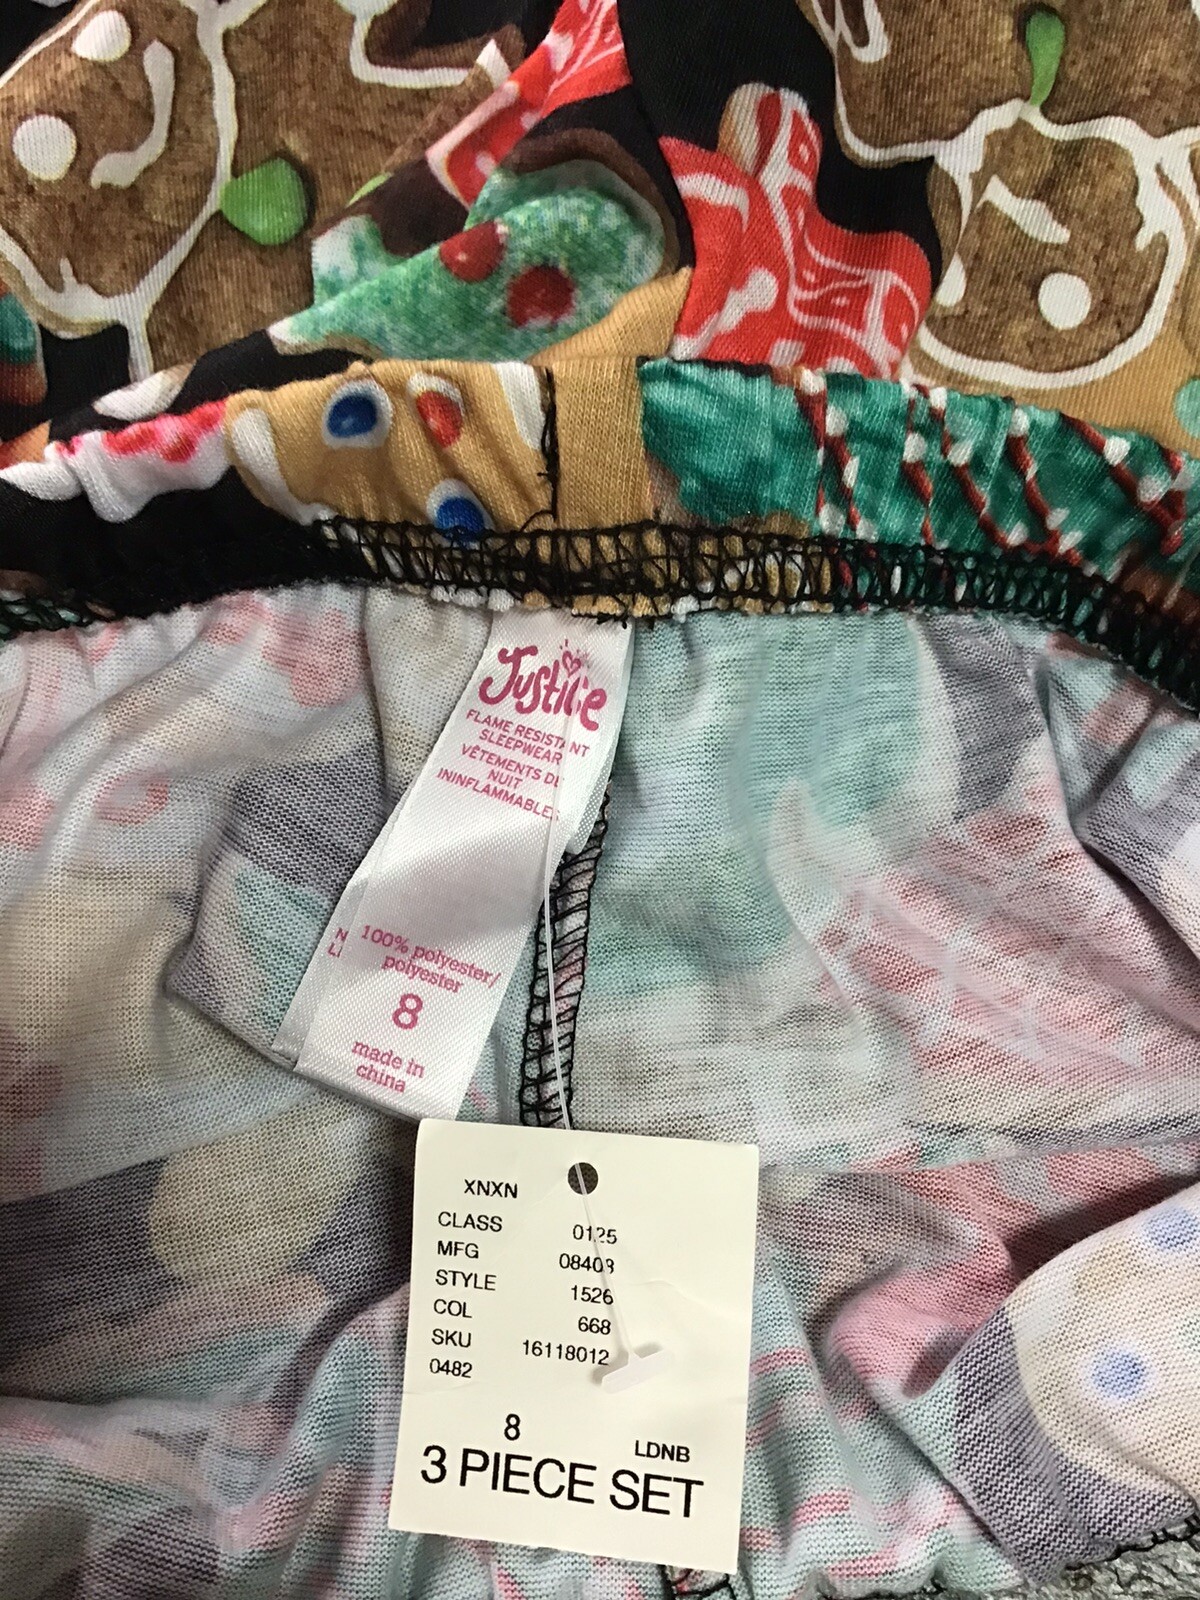 Justice
FLAME RESISTANT
SLEEPWEAR
VÊTEMENTS DE
NUIT
ININFLAMMABLES
100% polyester/
polyester
8
made in
china
XNXN
CLASS 0125
MFG 08403
STYLE 1526
COL 668
SKU 16118012
0482
8 LDNB
3 PIECE SET